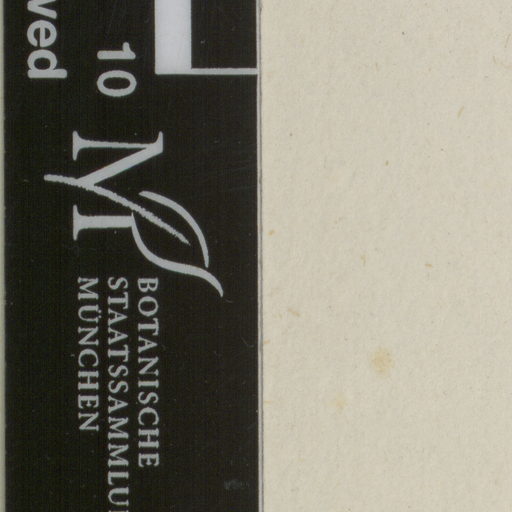 ved
10
BOTANISCHE
STAATSSAMMLU
MÜNCHEN